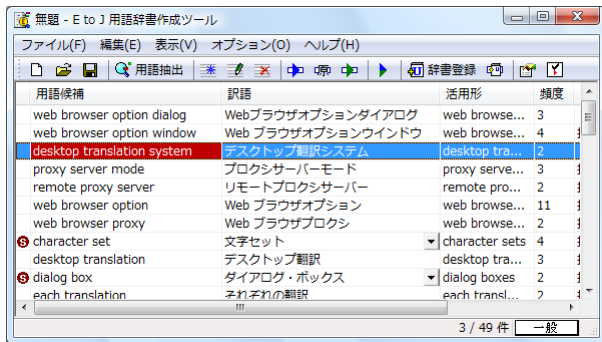 無題 - E to J 用語辞書作成ツール
ファイル(F) 編集(E) 表示(V) オプション(O) ヘルプ(H)
用語抽出 辞書登録
用語候補 訳語 活用形 頻度
web browser option dialog Webブラウザオプションダイアログ web browse... 3
web browser option window Web ブラウザオプションウインドウ web browse... 4
desktop translation system デスクトップ翻訳システム desktop tra... 2
proxy server mode プロクシサーバーモード proxy serve... 3
remote proxy server リモートプロクシサーバー remote pro... 2
web browser option Web ブラウザオプション web browse... 11
web browser proxy Web ブラウザプロクシ web browse... 2
S character set 文字セット character sets 4
desktop translation デスクトップ翻訳 desktop tra... 3
S dialog box ダイアログ・ボックス dialog boxes 2
each translation それぞれの翻訳 each transl... 2
3 / 49 件 一般